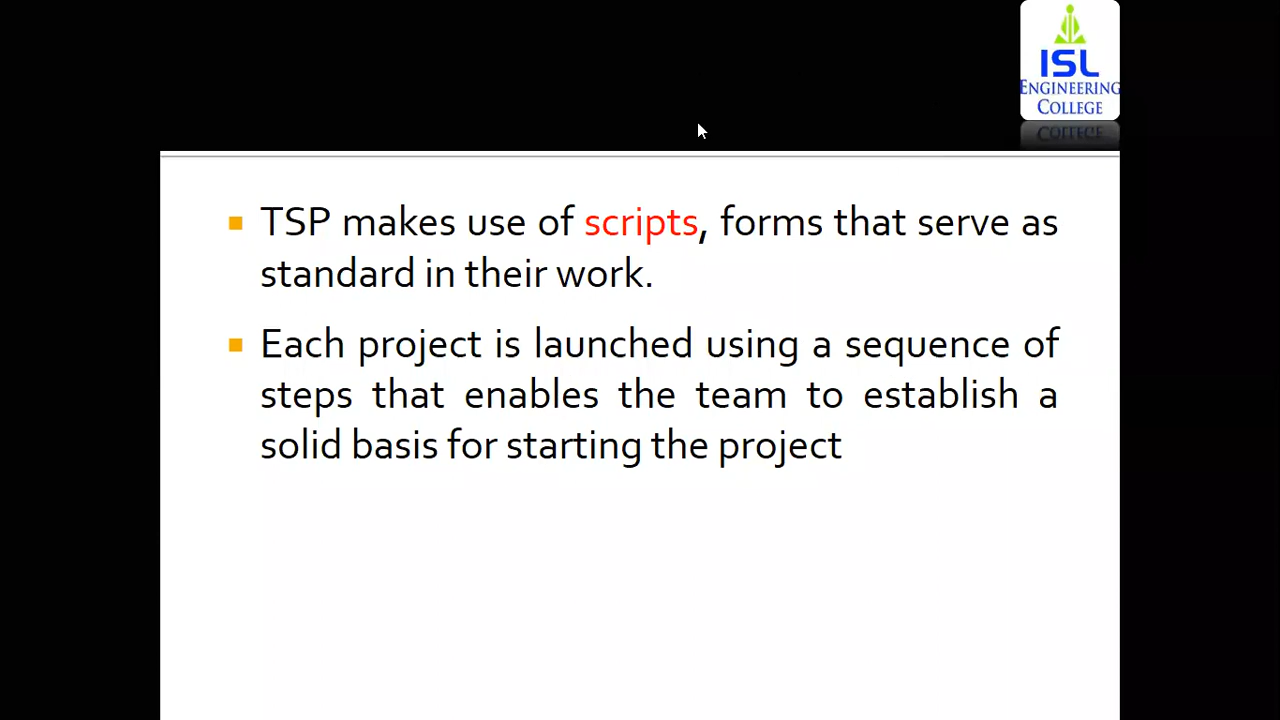 ISL
ENGINEERING
COLLEGE
TSP makes use of scripts, forms that serve as
standard in their work.
Each project is launched using a sequence of
steps that enables the team to establish a
solid basis for starting the project